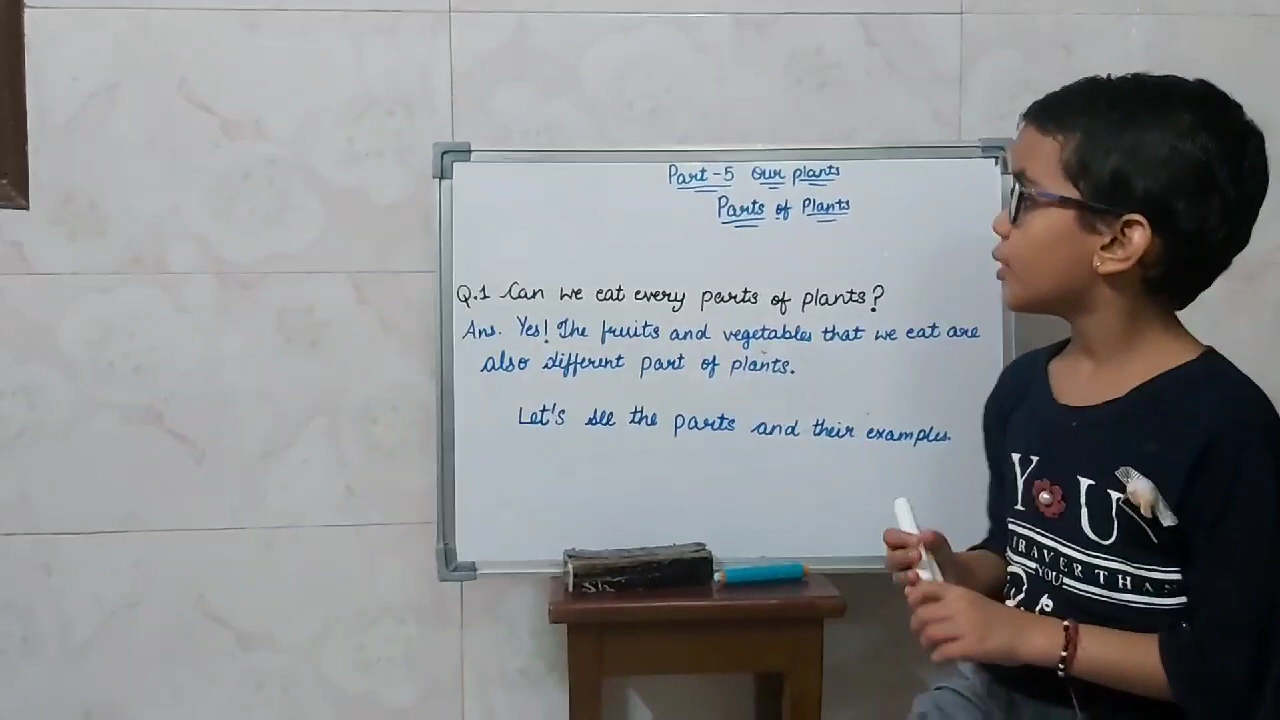 Part-5 Our plants
Parts of Plants
Q.1 Can we eat every parts of plants?
Ans. Yes! The fruits and vegetables that we eat are
also different part of plants.
Let's see the parts and their examples.
YOU
BRAVER THAN
YOU